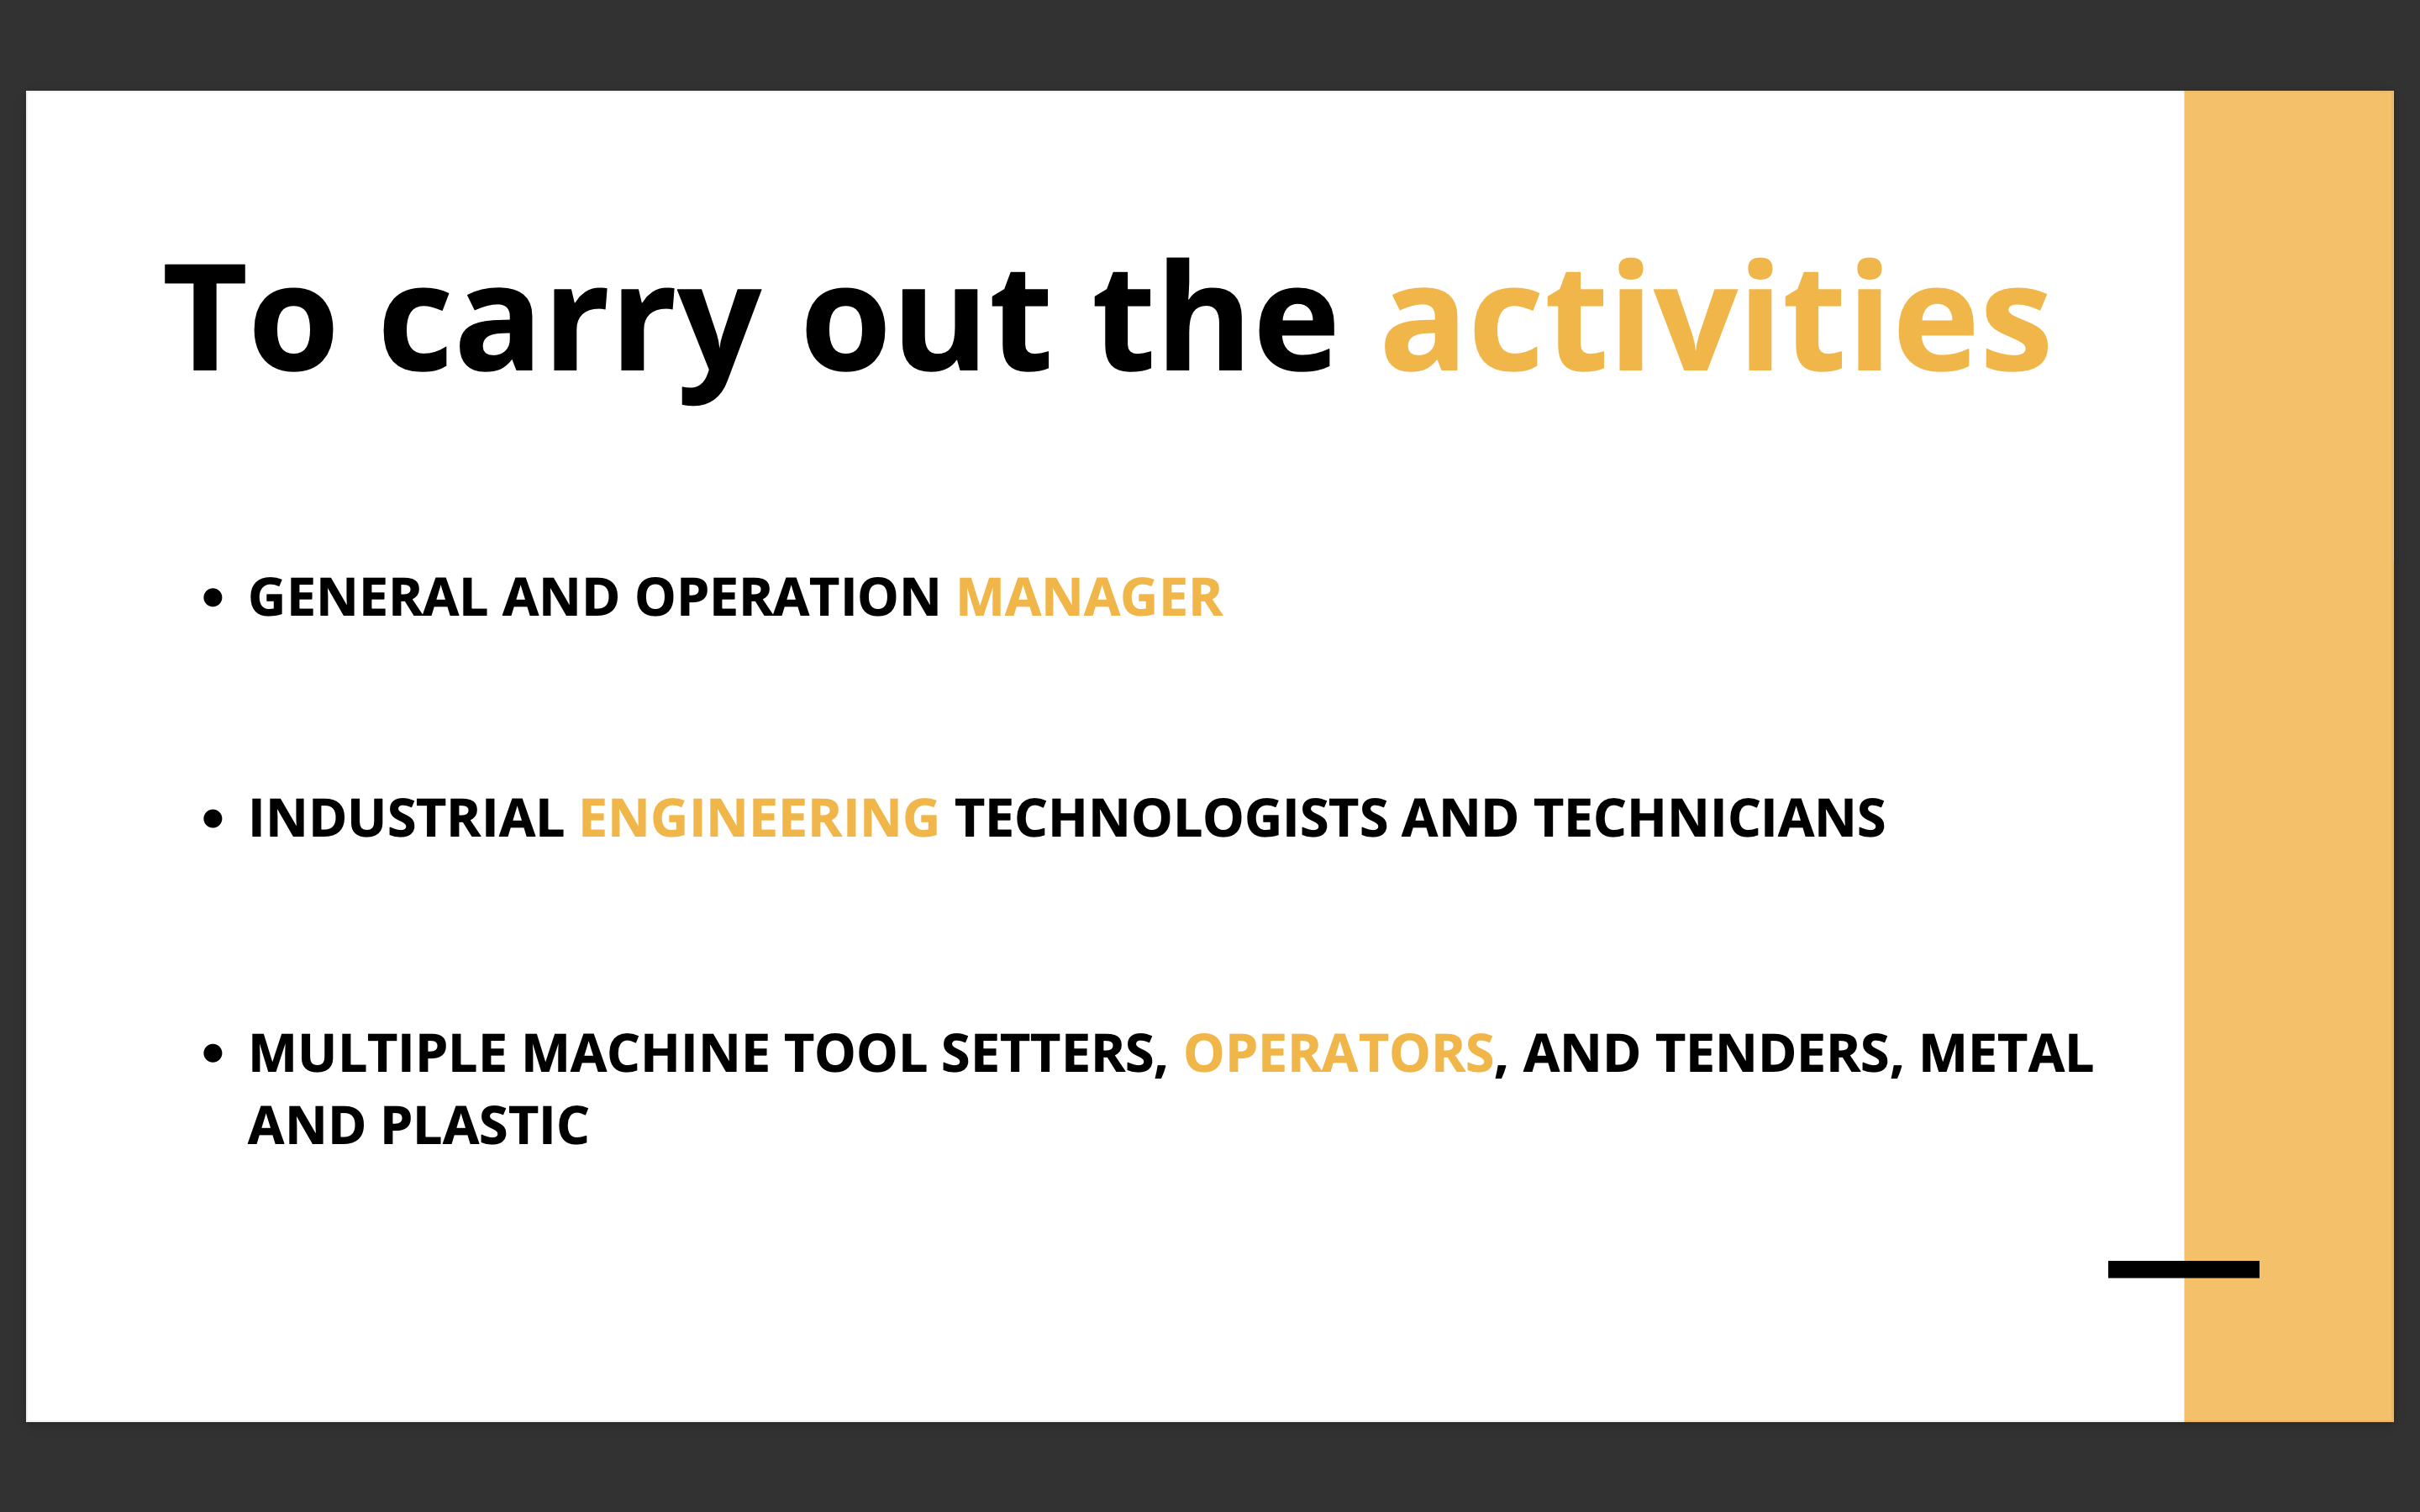 To carry out the activities
• GENERAL AND OPERATION MANAGER
• INDUSTRIAL ENGINEERING TECHNOLOGISTS AND TECHNICIANS
• MULTIPLE MACHINE TOOL SETTERS, OPERATORS, AND TENDERS, METAL
AND PLASTIC